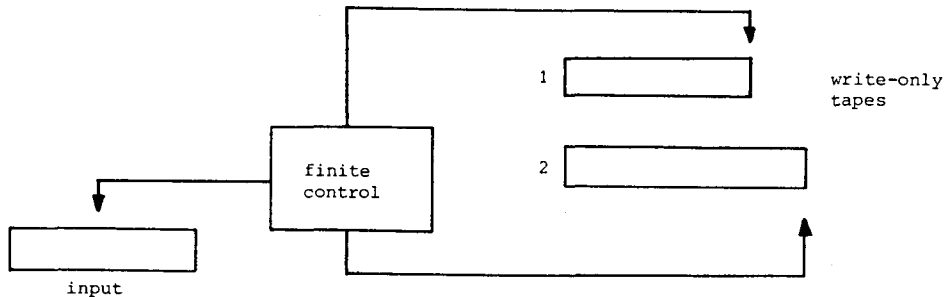 1
write-only
tapes
finite
control
2
input